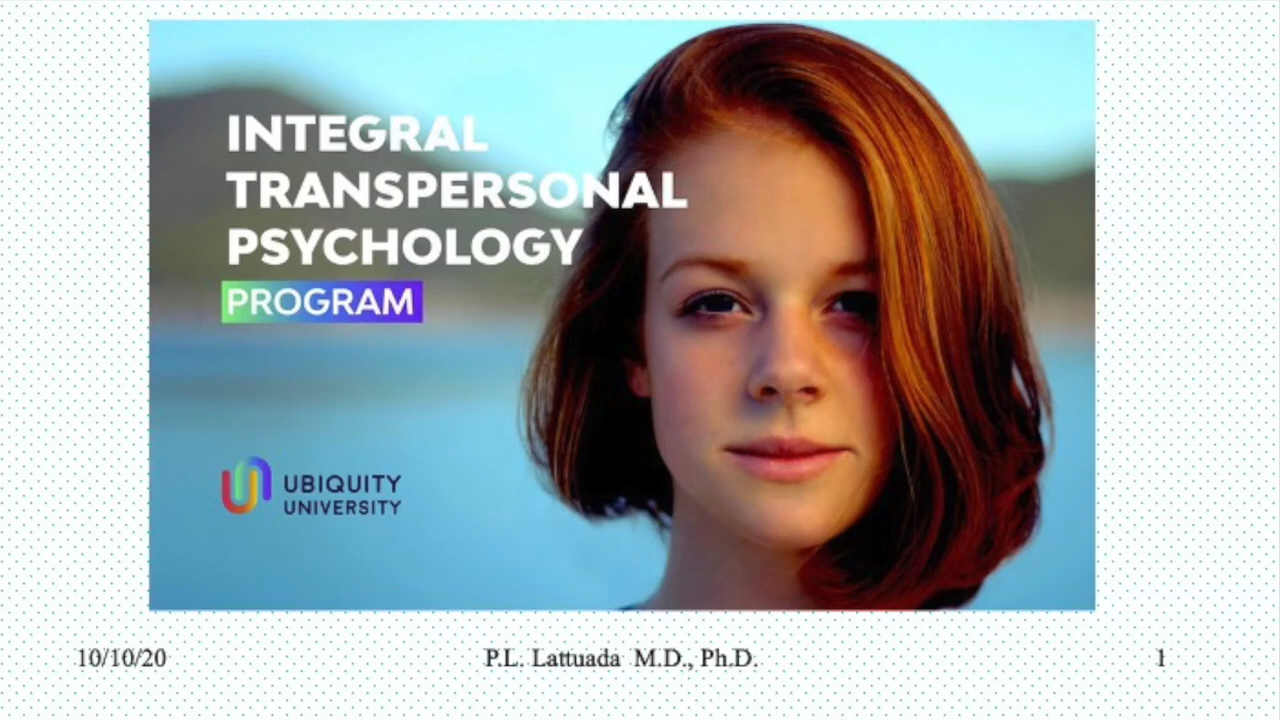 INTEGRAL
TRANSPERSONAL
PSYCHOLOGY
PROGRAM
UBIQUITY
UNIVERSITY
10/10/20 P.L. Lattuada M.D., Ph.D. 1